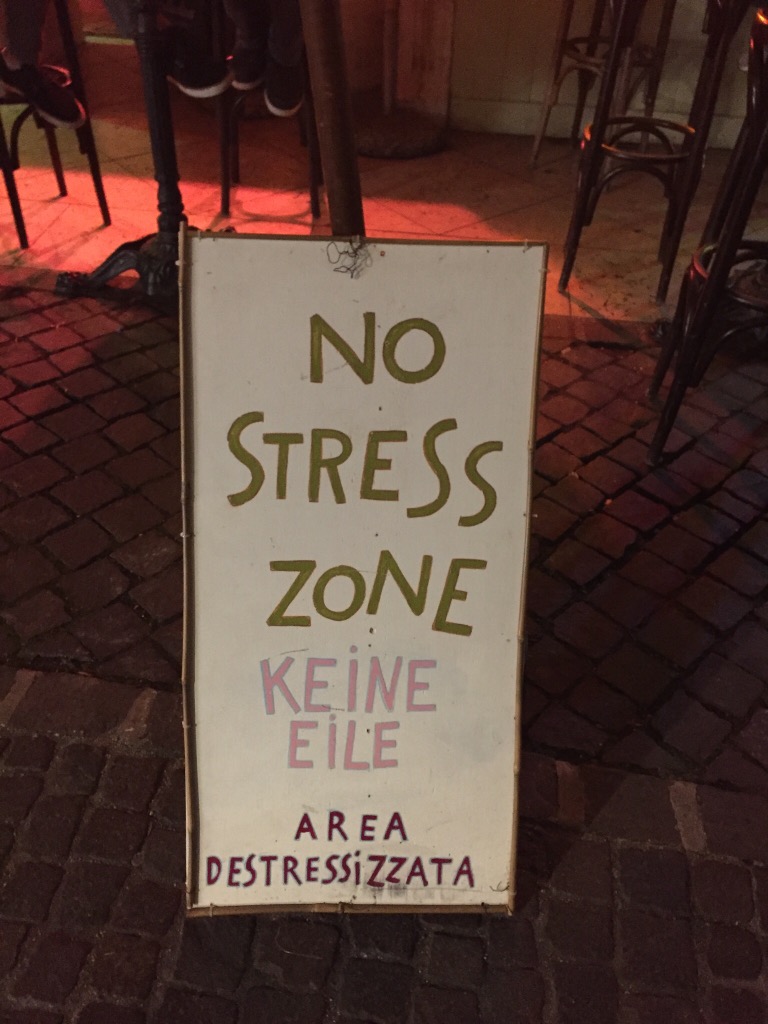 NO
STRESS
ZONE
KEiNE
EiLE
AREA
DESTRESSiZZATA